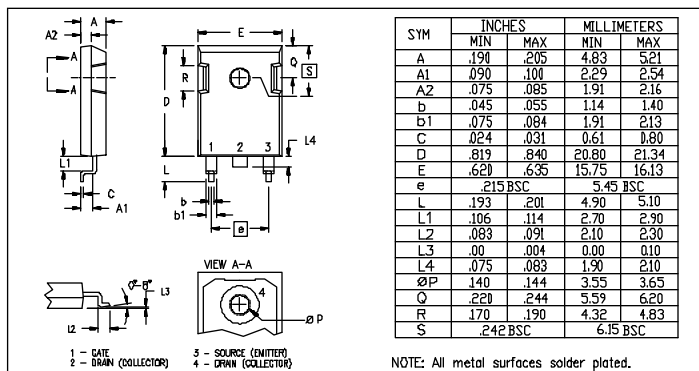 A
A2
A
A
L1
C
A1
E
Q
S
R
D
1 2 3
L4
L
b
b1
e
VIEW A-A
0°-8°
L3
L2
4
ØP
1 - GATE
2 - DRAIN (COLLECTOR)
3 - SOURCE (EMITTER)
4 - DRAIN (COLLECTOR)
SYM INCHES MILLIMETERS
MIN MAX MIN MAX
A .190 .205 4.83 5.21
A1 .090 .100 2.29 2.54
A2 .075 .085 1.91 2.16
b .045 .055 1.14 1.40
b1 .075 .084 1.91 2.13
C .024 .031 0.61 0.80
D .819 .840 20.80 21.34
E .620 .635 15.75 16.13
e .215 BSC 5.45 BSC
L .193 .201 4.90 5.10
L1 .106 .114 2.70 2.90
L2 .083 .091 2.10 2.30
L3 .00 .004 0.00 0.10
L4 .075 .083 1.90 2.10
ØP .140 .144 3.55 3.65
Q .220 .244 5.59 6.20
R .170 .190 4.32 4.83
S .242 BSC 6.15 BSC
NOTE: All metal surfaces solder plated.